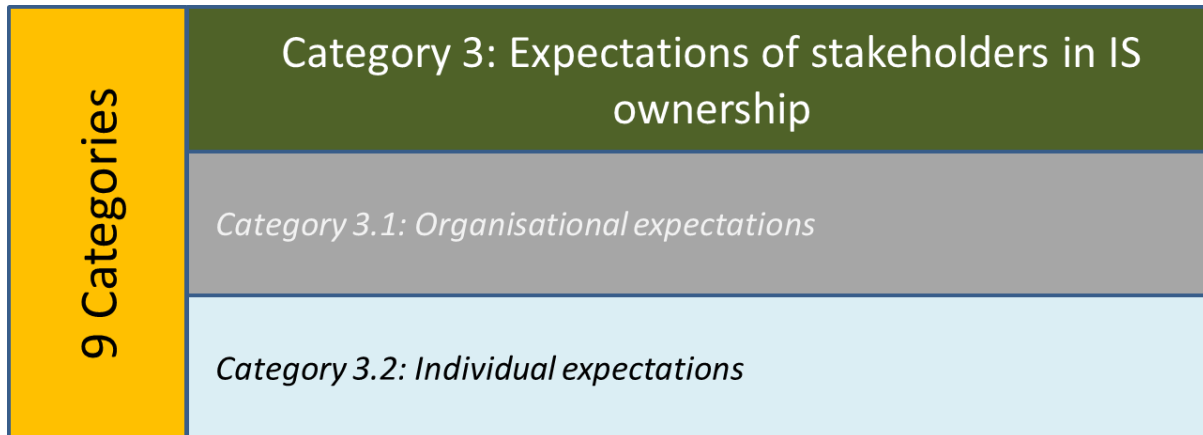 9 Categories
Category 3: Expectations of stakeholders in IS
ownership
Category 3.1: Organisational expectations
Category 3.2: Individual expectations